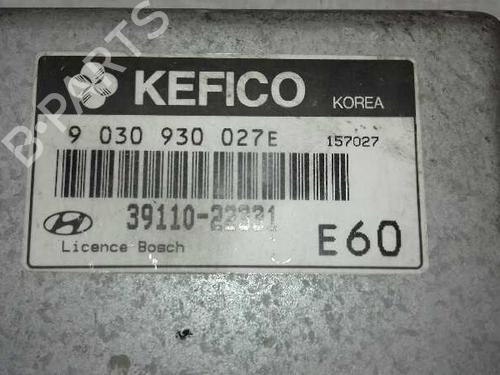 KEFICO
KOREA
9 030 930 027E
157027
39110-22331
E60
Licence Bosch
B-PARTS